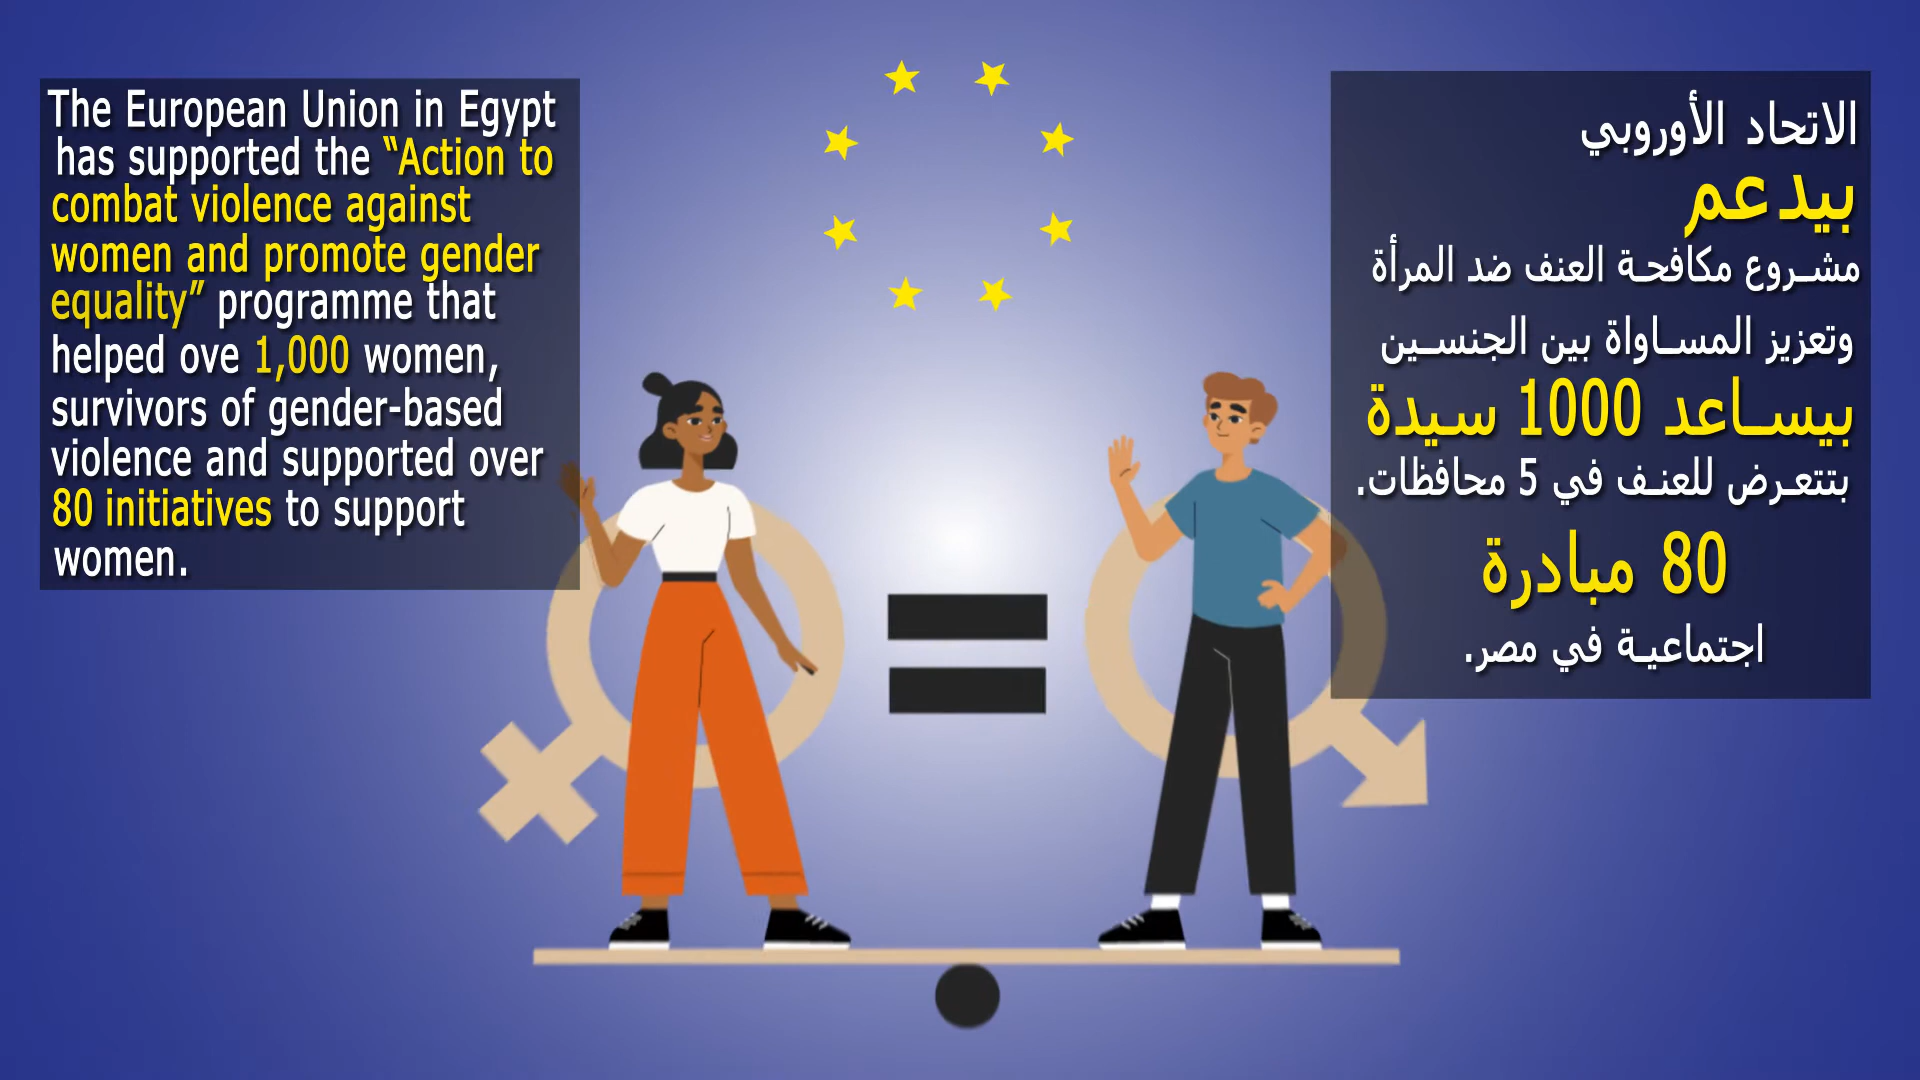 The European Union in Egypt
has supported the “Action to
combat violence against
women and promote gender
equality” programme that
helped ove 1,000 women,
survivors of gender-based
violence and supported over
80 initiatives to support
women.
الاتحاد الأوروبي
بيدعم
مشـروع مكافحـة العنف ضد المرأة
وتعزيز المسـاواة بين الجنسـين
بيسـاعد 1000 سيدة
بتتعـرض للعنـف في 5 محافظات.
80 مبادرة
اجتماعيـة في مصر.